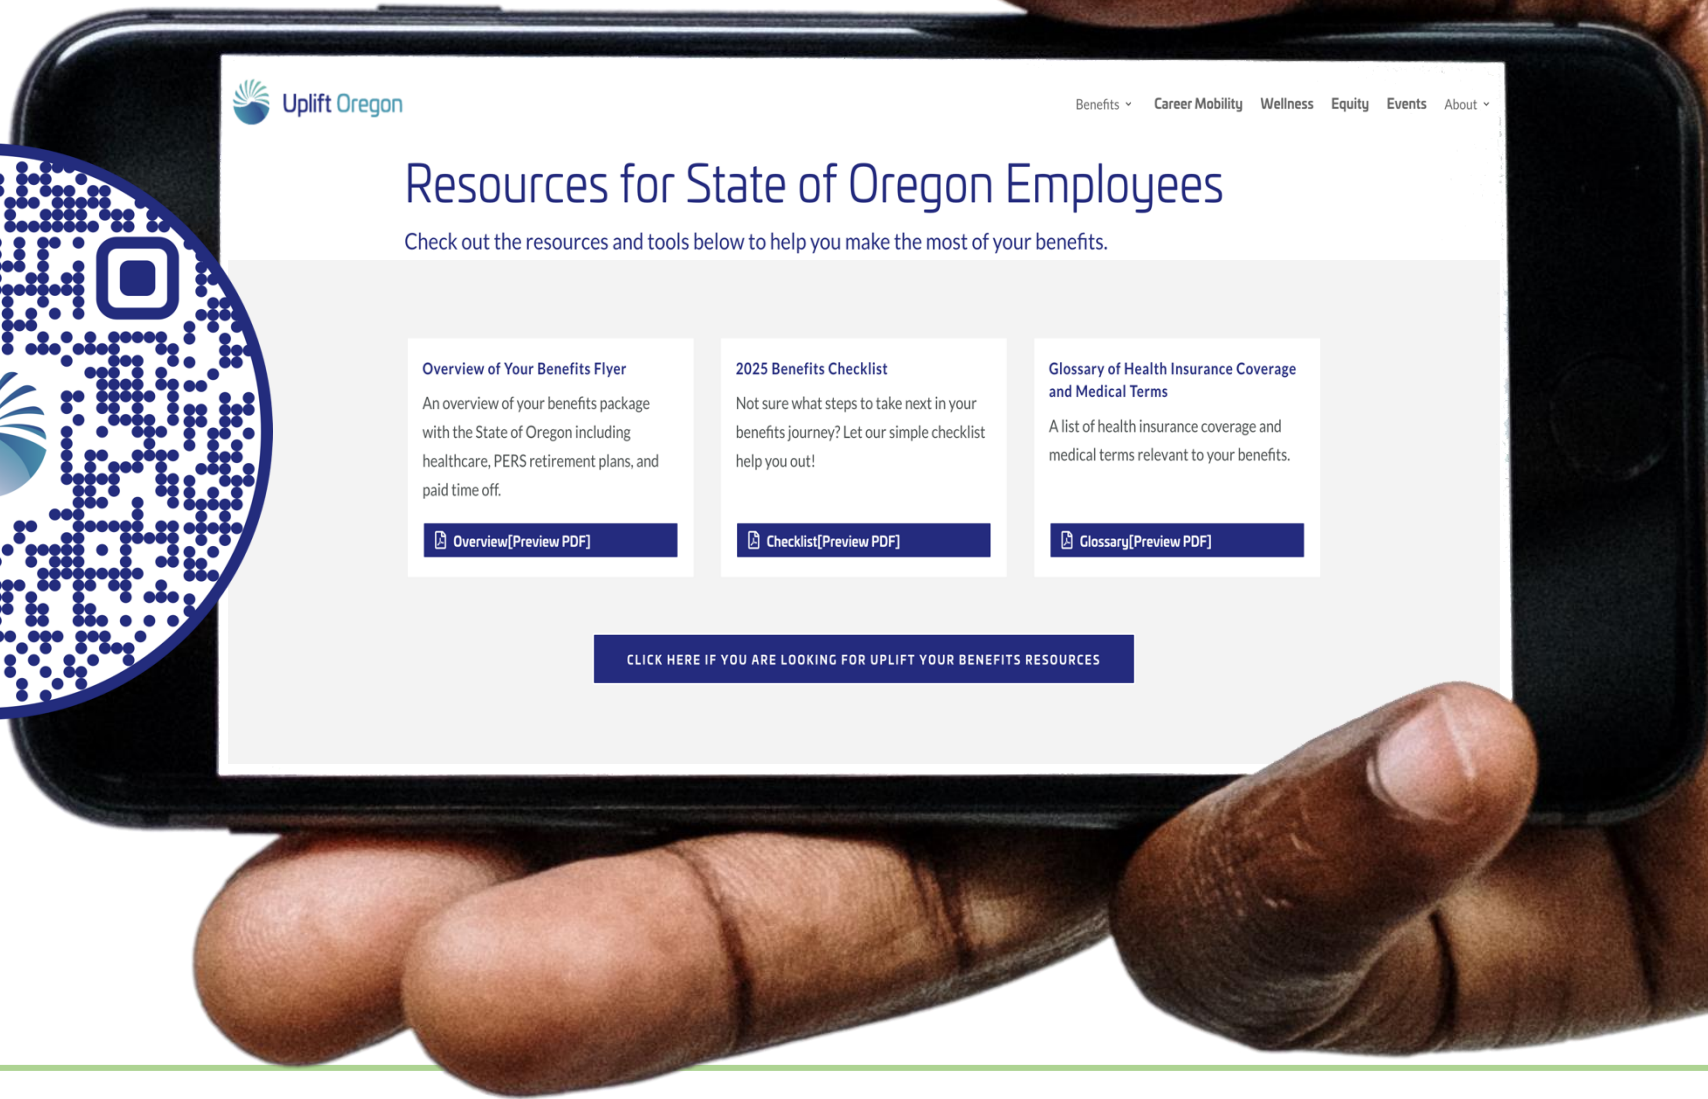 Uplift Oregon
Benefits
Career Mobility
Wellness
Equity
Events
About
Resources for State of Oregon Employees
Check out the resources and tools below to help you make the most of your benefits.
Overview of Your Benefits Flyer
An overview of your benefits package
with the State of Oregon including
healthcare, PERS retirement plans, and
paid time off.
Overview[Preview PDF]
2025 Benefits Checklist
Not sure what steps to take next in your
benefits journey? Let our simple checklist
help you out!
Checklist[Preview PDF]
Glossary of Health Insurance Coverage
and Medical Terms
A list of health insurance coverage and
medical terms relevant to your benefits.
Glossary[Preview PDF]
CLICK HERE IF YOU ARE LOOKING FOR UPLIFT YOUR BENEFITS RESOURCES